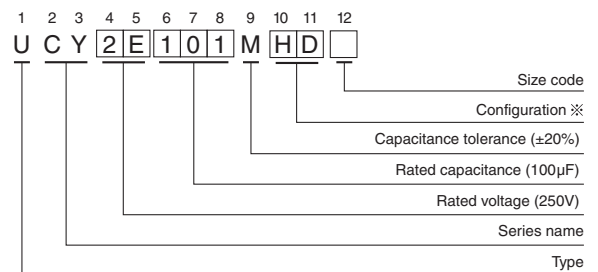 1 2 3 4 5 6 7 8 9 10 11 12
U C Y 2 E 1 0 1 M H D
Size code
Configuration ※
Capacitance tolerance (±20%)
Rated capacitance (100µF)
Rated voltage (250V)
Series name
Type